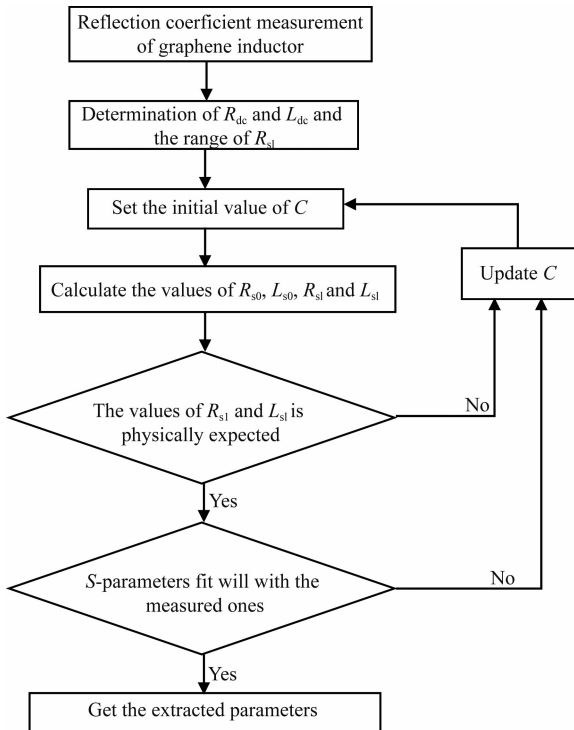 Reflection coerficient measurement
of graphene inductor
Determination of Rdc and Ldc and
the range of Rsl
Set the initial value of C
Update C
Calculate the values of Rs0, Ls0, Rsl and Lsl
The values of Rs1 and Lsl is
physically expected
No
Yes
S-parameters fit will with the
measured ones
No
Yes
Get the extracted parameters